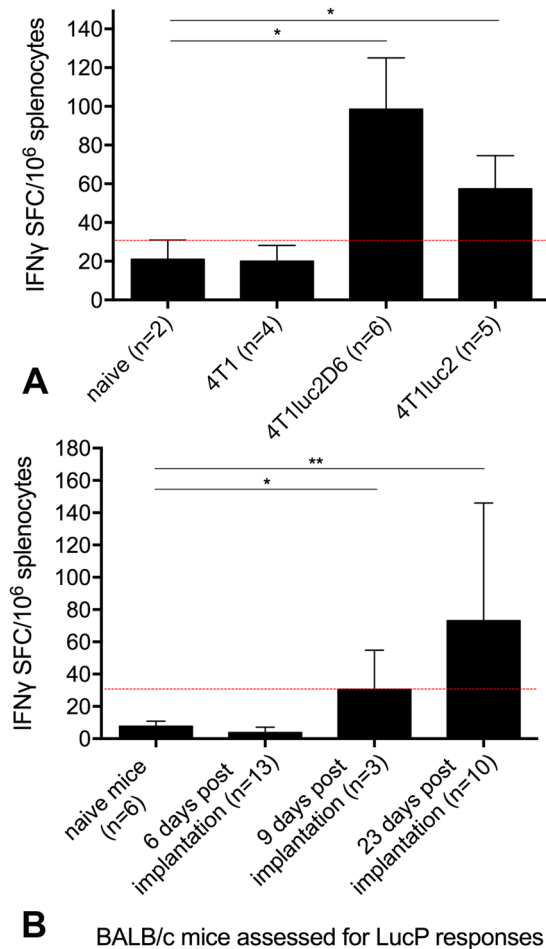 IFNγ SFC/10⁶ splenocytes
140
120
100
80
60
40
20
0
*
*
naive (n=2)
4T1 (n=4)
4T1luc2D6 (n=6)
4T1luc2 (n=5)
A
IFNγ SFC/10⁶ splenocytes
180
160
140
120
100
80
60
40
20
0
**
*
naive mice
(n=6)
6 days post
implantation (n=13)
9 days post
implantation (n=3)
23 days post
implantation (n=10)
B
BALB/c mice assessed for LucP responses